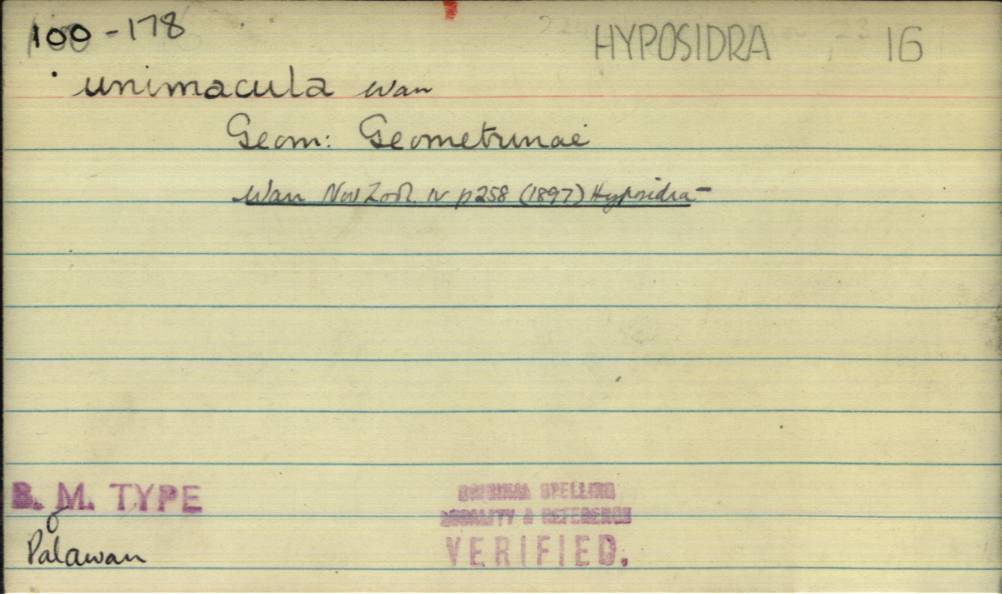 100-178
HYPOSIDRA 16
unimacula Warr
Geom: Geometrinae
Warr Nov Zool. IV p 258 (1897) Hyposidra-
B. M. TYPE
Palawan
ORIGINAL SPELLING
LOCALITY & REFERENCE
VERIFIED.